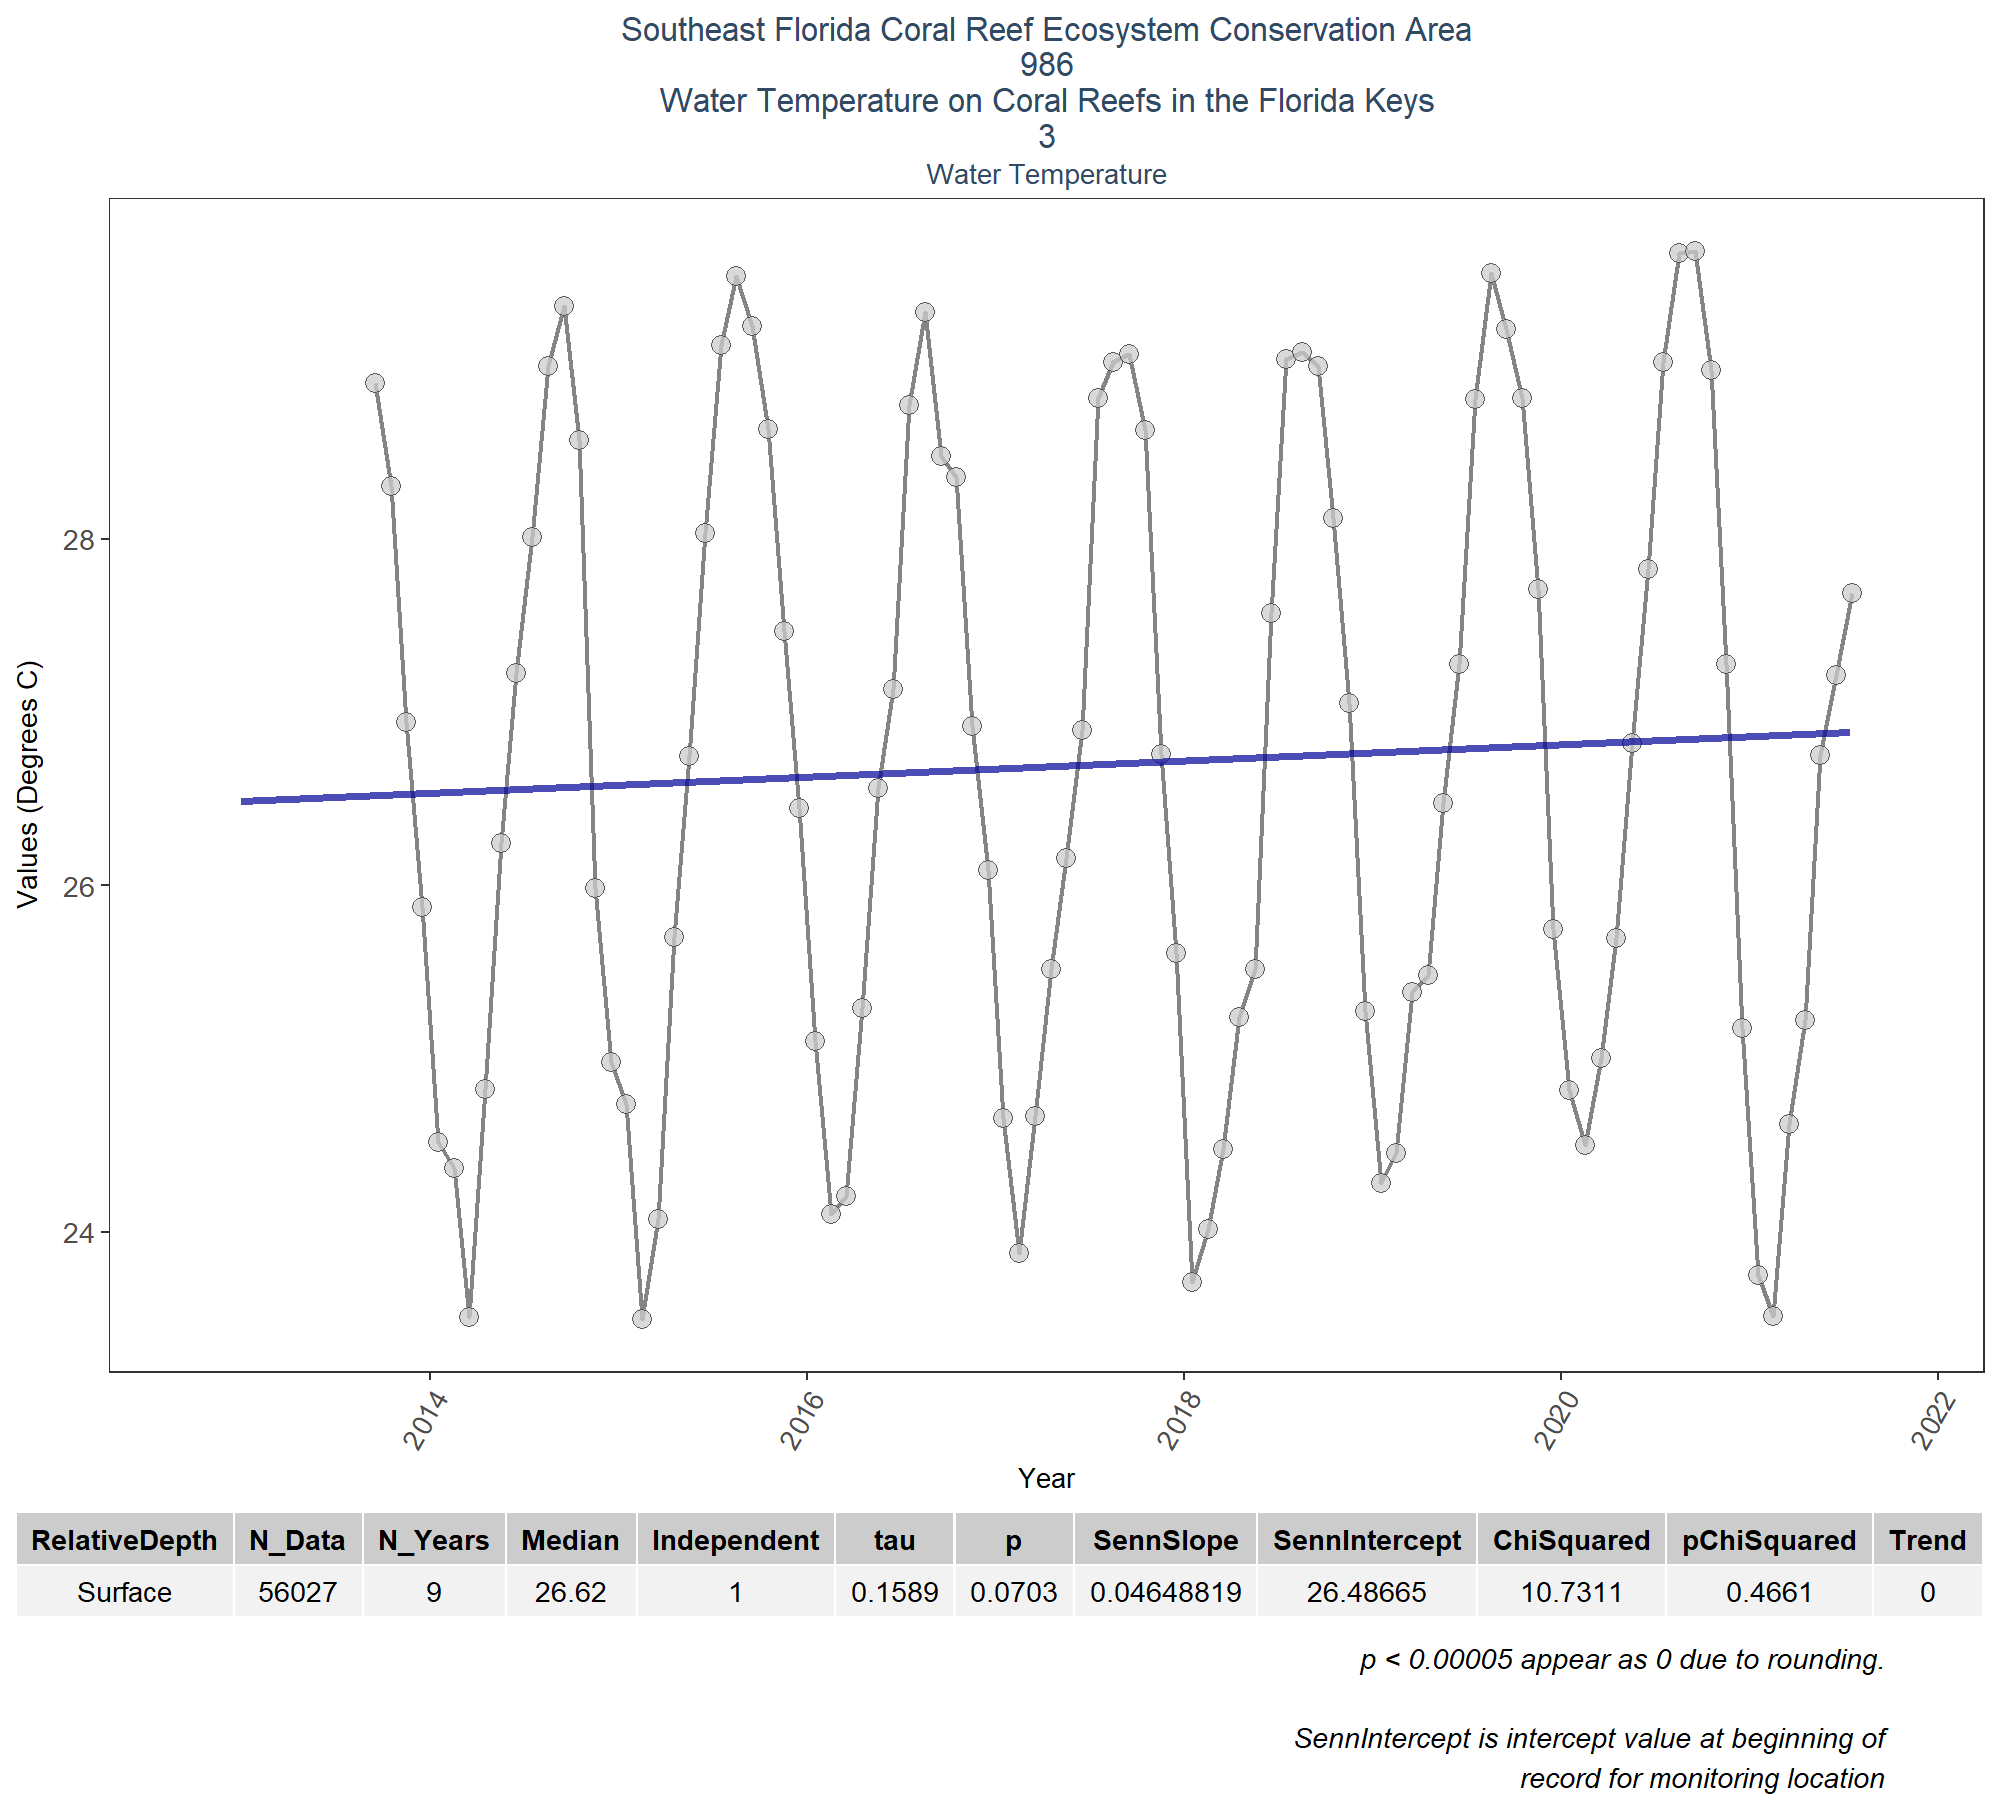 Southeast Florida Coral Reef Ecosystem Conservation Area
986
Water Temperature on Coral Reefs in the Florida Keys
3
Water Temperature
Values (Degrees C)
28
26
24
2014 2016 2018 2020 2022
Year
RelativeDepth N_Data N_Years Median Independent tau p SennSlope SennIntercept ChiSquared pChiSquared Trend
Surface 56027 9 26.62 1 0.1589 0.0703 0.04648819 26.48665 10.7311 0.4661 0
p < 0.00005 appear as 0 due to rounding.
SennIntercept is intercept value at beginning of
record for monitoring location